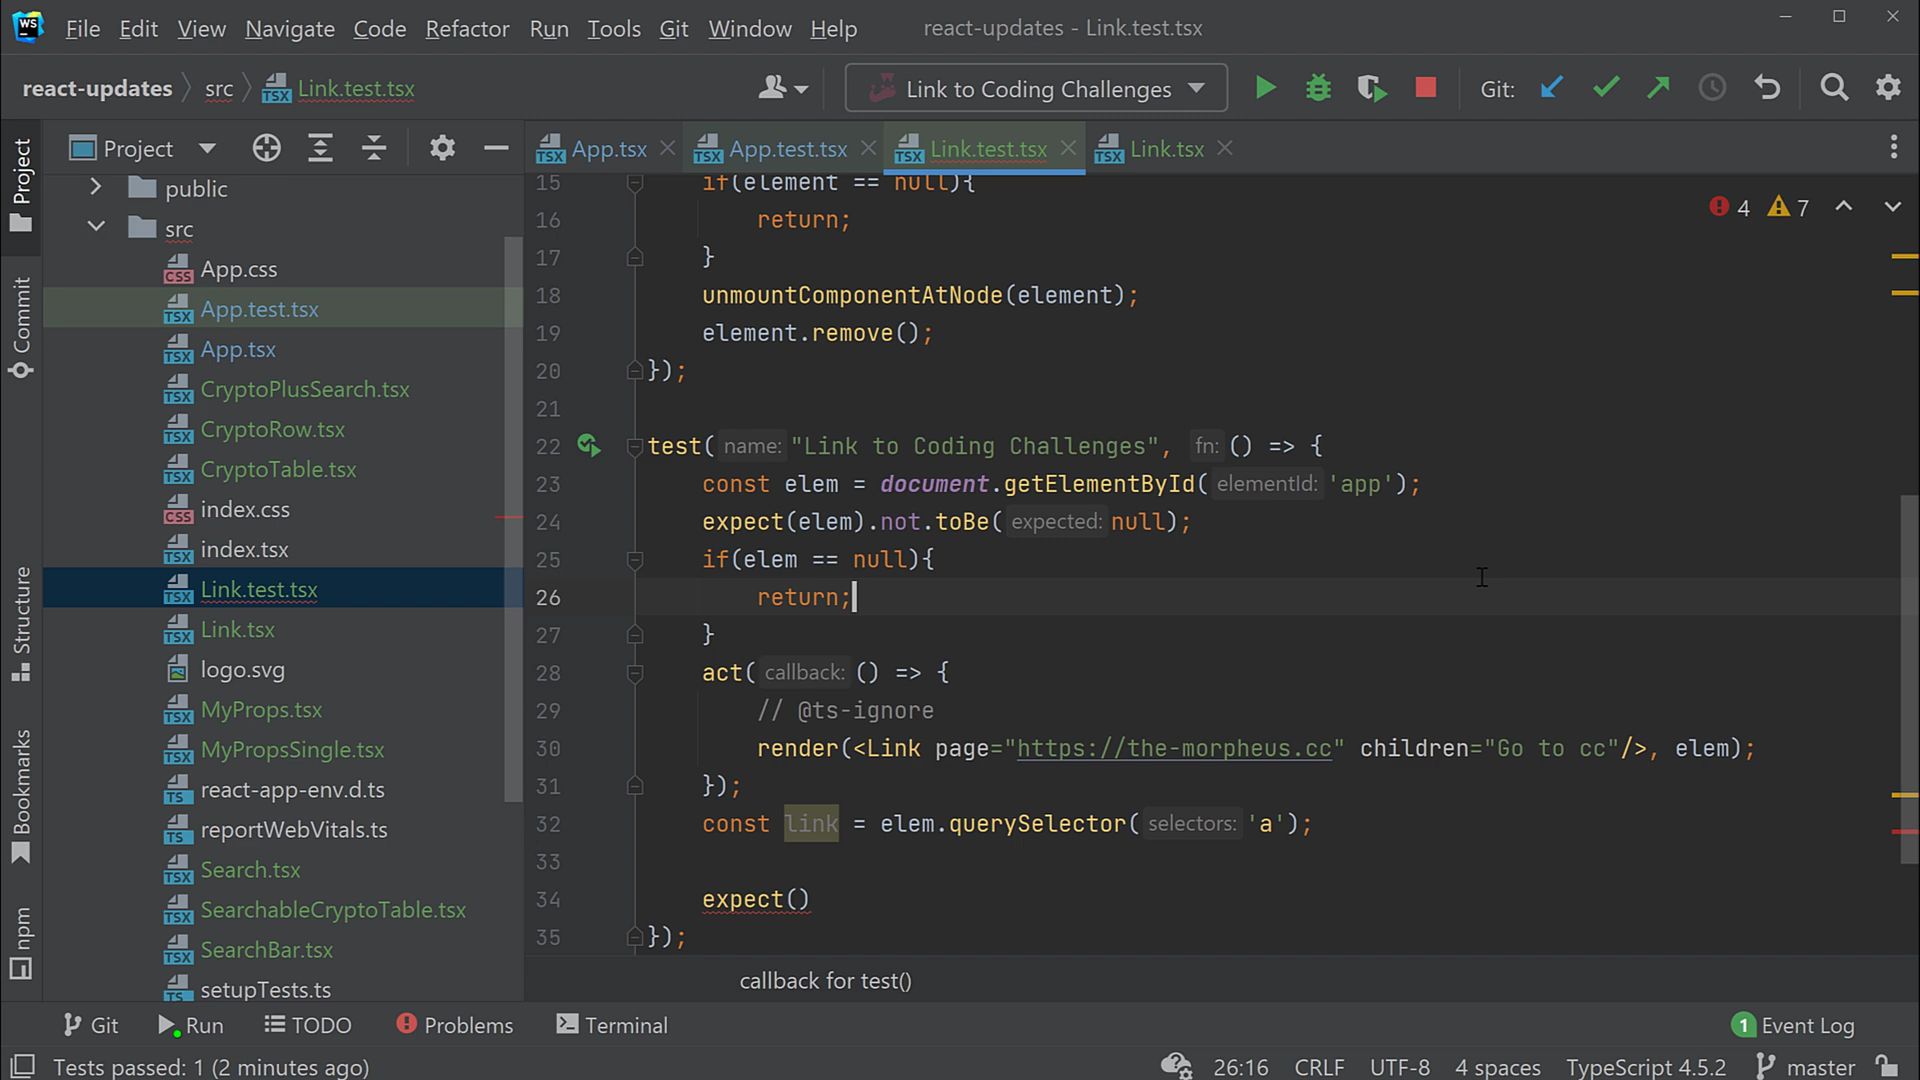 WS File Edit View Navigate Code Refactor Run Tools Git Window Help react-updates - Link.test.tsx
react-updates src Link.test.tsx Link to Coding Challenges Git:
Project
Commit
Structure
Bookmarks
npm
Project
public
src
App.css
App.test.tsx
App.tsx
CryptoPlusSearch.tsx
CryptoRow.tsx
CryptoTable.tsx
index.css
index.tsx
Link.test.tsx
Link.tsx
logo.svg
MyProps.tsx
MyPropsSingle.tsx
react-app-env.d.ts
reportWebVitals.ts
Search.tsx
SearchableCryptoTable.tsx
SearchBar.tsx
setupTests.ts
App.tsx App.test.tsx Link.test.tsx Link.tsx
4 7
15 if(element == null){
16 return;
17 }
18 unmountComponentAtNode(element);
19 element.remove();
20 });
21
22 test( name: "Link to Coding Challenges", fn: () => {
23 const elem = document.getElementById( elementId: 'app');
24 expect(elem).not.toBe( expected: null);
25 if(elem == null){
26 return;
27 }
28 act( callback: () => {
29 // @ts-ignore
30 render(<Link page="https://the-morpheus.cc" children="Go to cc"/>, elem);
31 });
32 const link = elem.querySelector( selectors: 'a');
33
34 expect()
35 });
callback for test()
Git Run TODO Problems Terminal 1 Event Log
Tests passed: 1 (2 minutes ago) 26:16 CRLF UTF-8 4 spaces TypeScript 4.5.2 master